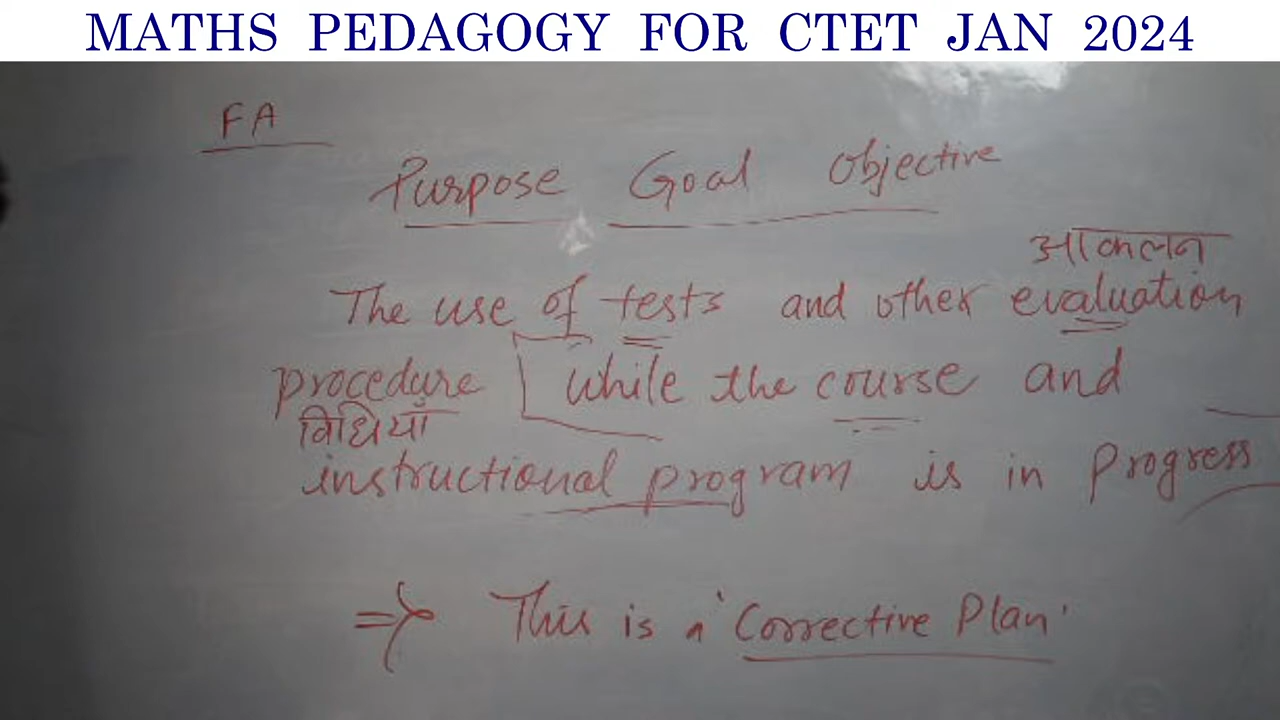 MATHS PEDAGOGY FOR CTET JAN 2024
FA
Purpose Goal Objective
आकलन
The use of tests and other evaluation
procedure [ while the course and
विधियाँ
instructional program is in Progress
⇒ This is a 'Corrective Plan'